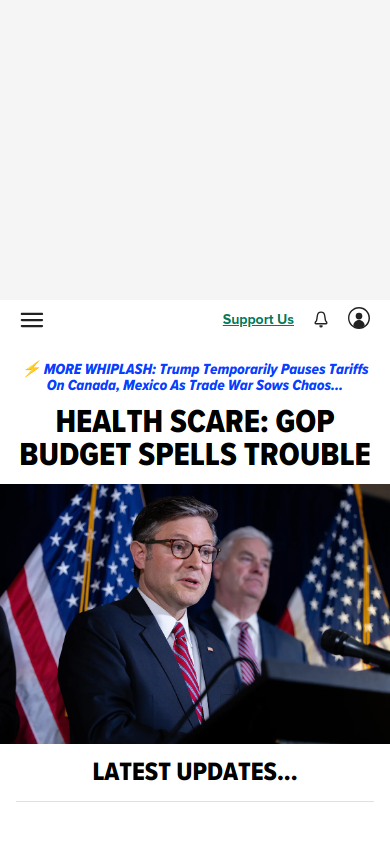 Support Us
⚡ MORE WHIPLASH: Trump Temporarily Pauses Tariffs
On Canada, Mexico As Trade War Sows Chaos...
HEALTH SCARE: GOP
BUDGET SPELLS TROUBLE
LATEST UPDATES...